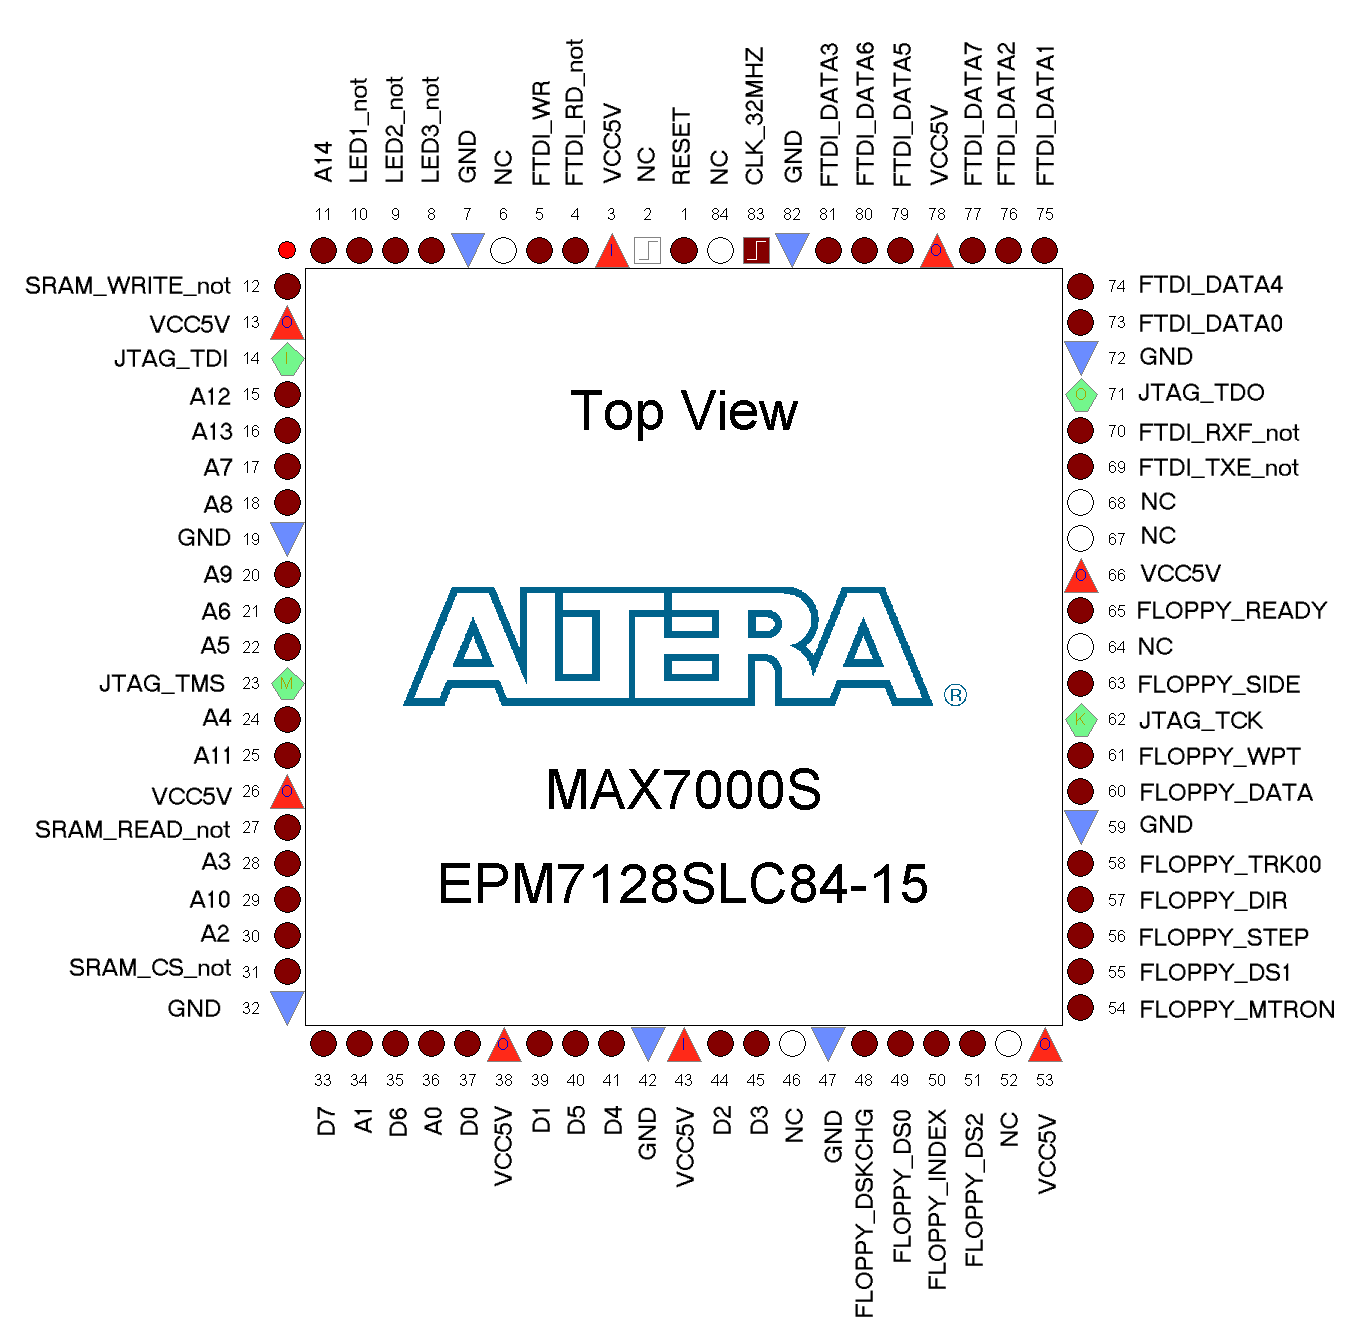 A14
LED1_not
LED2_not
LED3_not
GND
NC
FTDI_WR
FTDI_RD_not
VCC5V
NC
RESET
NC
CLK_32MHZ
GND
FTDI_DATA3
FTDI_DATA6
FTDI_DATA5
VCC5V
FTDI_DATA7
FTDI_DATA2
FTDI_DATA1
11 10 9 8 7 6 5 4 3 2 1 84 83 82 81 80 79 78 77 76 75
I
O
SRAM_WRITE_not 12
VCC5V 13 O
JTAG_TDI 14 I
A12 15
A13 16
A7 17
A8 18
GND 19
A9 20
A6 21
A5 22
JTAG_TMS 23 M
A4 24
A11 25
VCC5V 26 O
SRAM_READ_not 27
A3 28
A10 29
A2 30
SRAM_CS_not 31
GND 32
Top View
ALTERA ®
MAX7000S
EPM7128SLC84-15
74 FTDI_DATA4
73 FTDI_DATA0
72 GND
O 71 JTAG_TDO
70 FTDI_RXF_not
69 FTDI_TXE_not
68 NC
67 NC
O 66 VCC5V
65 FLOPPY_READY
64 NC
63 FLOPPY_SIDE
K 62 JTAG_TCK
61 FLOPPY_WPT
60 FLOPPY_DATA
59 GND
58 FLOPPY_TRK00
57 FLOPPY_DIR
56 FLOPPY_STEP
55 FLOPPY_DS1
54 FLOPPY_MTRON
O
I
O
33 34 35 36 37 38 39 40 41 42 43 44 45 46 47 48 49 50 51 52 53
D7
A1
D6
A0
D0
VCC5V
D1
D5
D4
GND
VCC5V
D2
D3
NC
GND
FLOPPY_DSKCHG
FLOPPY_DS0
FLOPPY_INDEX
FLOPPY_DS2
NC
VCC5V